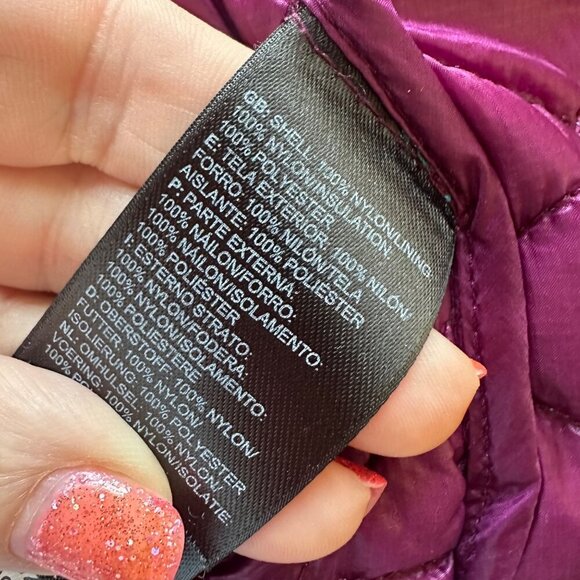 GB: SHELL: 100% NYLON/LINING:
100% NYLON/INSULATION:
100% POLYESTER
E: TELA EXTERIOR: 100% NILÓN/
FORRO: 100% NILÓN/TELA
AISLANTE: 100% POLIÉSTER
P: PARTE EXTERNA:
100% NÁILON/FORRO:
100% NÁILON/ISOLAMENTO:
100% POLIÉSTER
I: ESTERNO STRATO:
100% NYLON/FODERA:
100% NYLON/ISOLAMENTO:
100% POLIESTERE
D: OBERSTOFF: 100% NYLON/
FUTTER: 100% NYLON/
ISOLIERUNG: 100% POLYESTER
NL: OMHULSEL: 100% NYLON/
VOERING: 100% NYLON/ISOLATIE:
100%